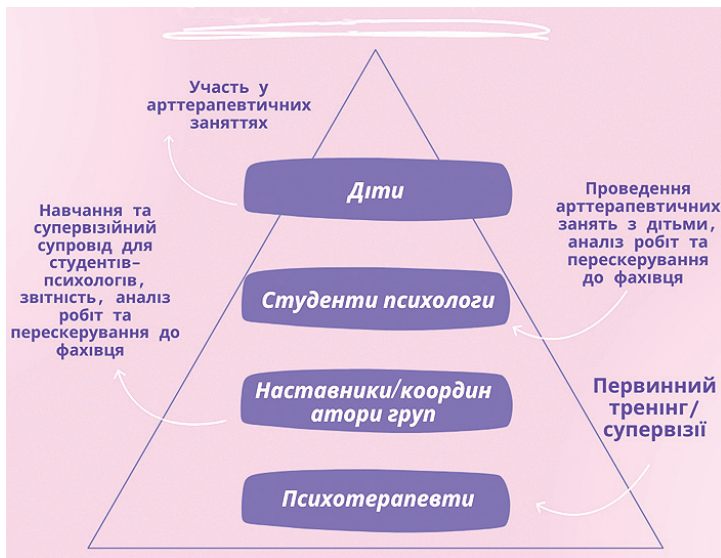 Участь у
арттерапевтичних
заняттях
Діти
Проведення
арттерапевтичних
занять з дітьми,
аналіз робіт та
перескерування
до фахівця
Навчання та
супервізійний
супровід для
студентів-
психологів,
звітність, аналіз
робіт та
перескерування до
фахівця
Студенти психологи
Наставники/координ
атори груп
Первинний
тренінг/
супервізії
Психотерапевти